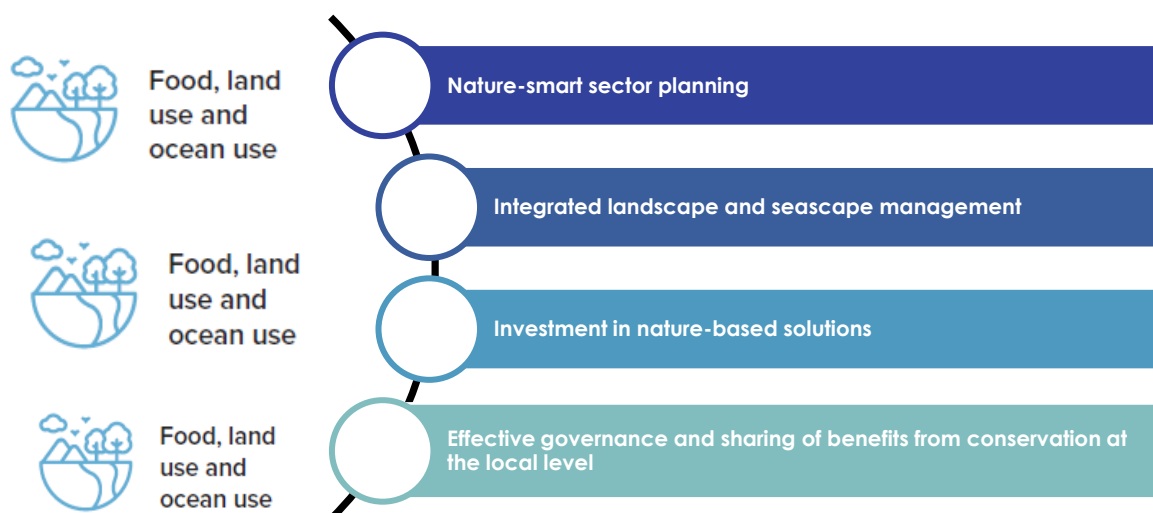 Food, land
use and
ocean use
Nature-smart sector planning
Integrated landscape and seascape management
Food, land
use and
ocean use
Investment in nature-based solutions
Food, land
use and
ocean use
Effective governance and sharing of benefits from conservation at
the local level